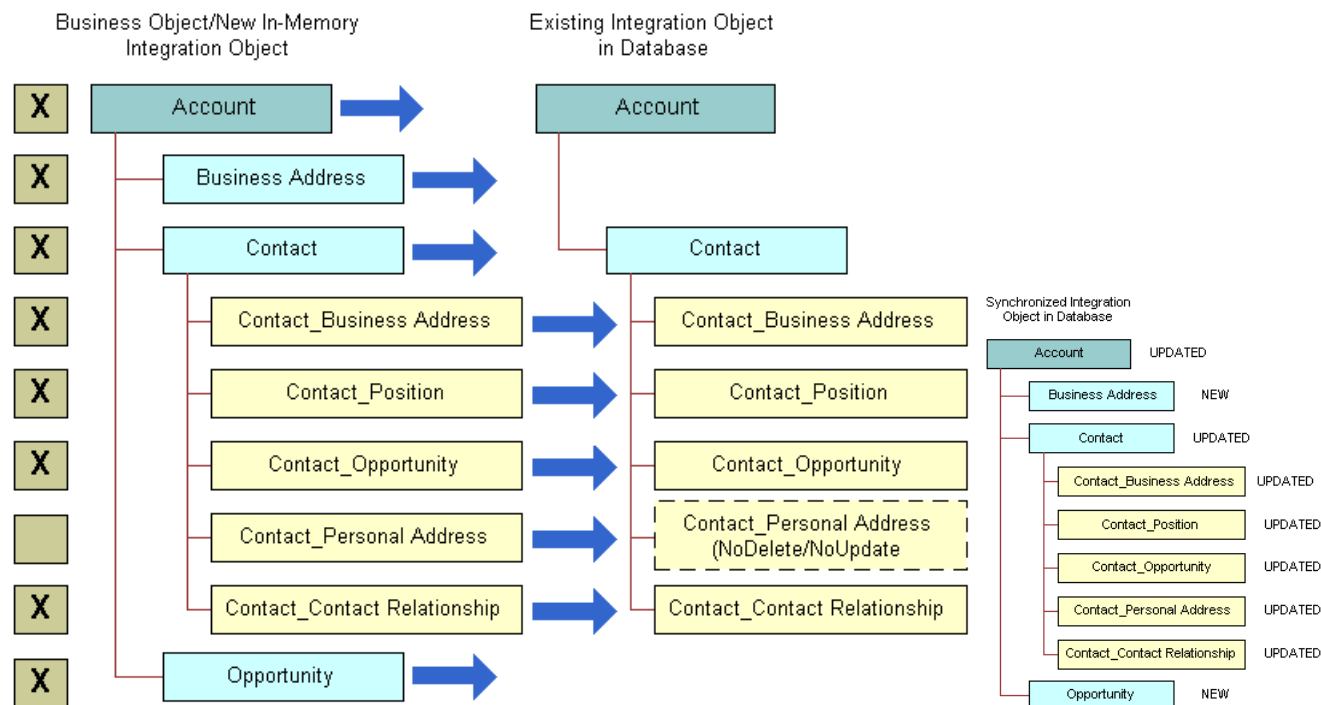 Business Object/New In-Memory
Integration Object
Existing Integration Object
in Database
X
Account
Account
X
Business Address
X
Contact
Contact
X
Contact_Business Address
Contact_Business Address
X
Contact_Position
Contact_Position
X
Contact_Opportunity
Contact_Opportunity
Contact_Personal Address
Contact_Personal Address
(NoDelete/NoUpdate
X
Contact_Contact Relationship
Contact_Contact Relationship
X
Opportunity
Synchronized Integration
Object in Database
Account UPDATED
Business Address NEW
Contact UPDATED
Contact_Business Address UPDATED
Contact_Position UPDATED
Contact_Opportunity UPDATED
Contact_Personal Address UPDATED
Contact_Contact Relationship UPDATED
Opportunity NEW